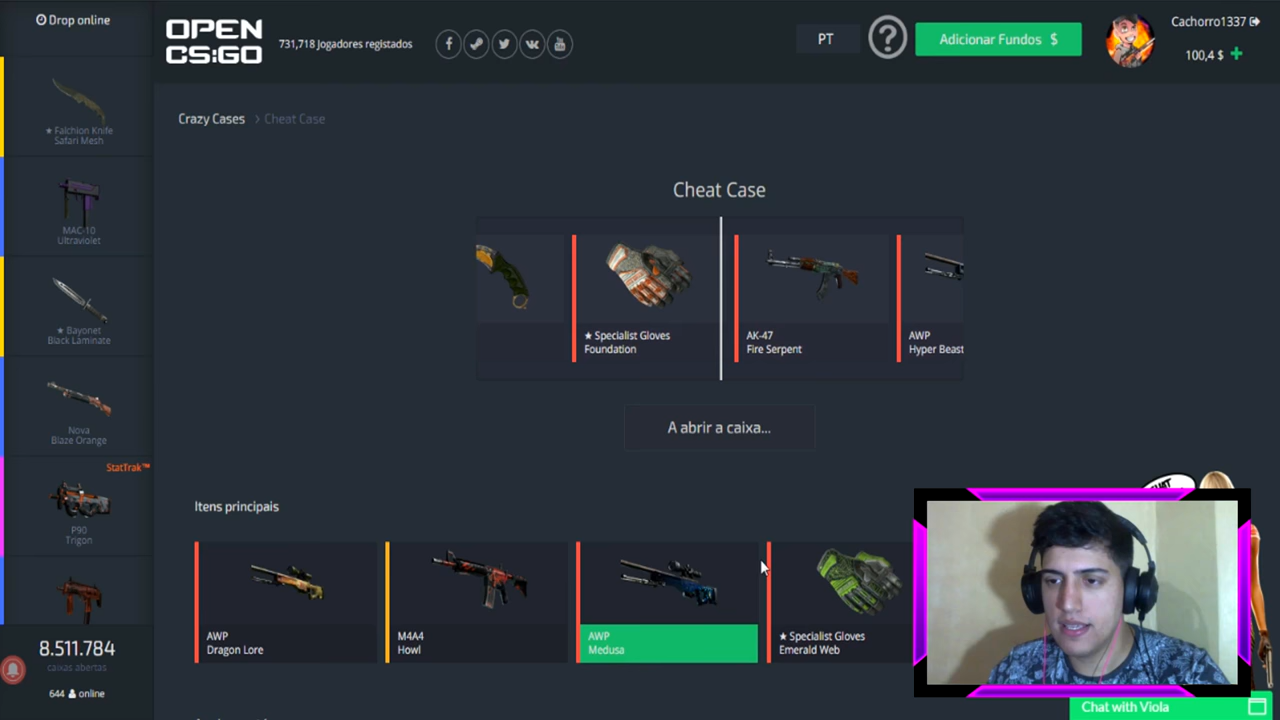 Drop online
★ Falchion Knife
Safari Mesh
MAC-10
Ultraviolet
★ Bayonet
Black Laminate
Nova
Blaze Orange
StatTrak™
P90
Trigon
8.511.784
caixas abertas
644 online
OPEN
CS:GO
731,718 Jogadores registados
PT
?
Adicionar Fundos $
Cachorro1337
100,4 $ +
Crazy Cases > Cheat Case
Cheat Case
★ Specialist Gloves
Foundation
AK-47
Fire Serpent
AWP
Hyper Beast
A abrir a caixa...
Itens principais
AWP
Dragon Lore
M4A4
Howl
AWP
Medusa
★ Specialist Gloves
Emerald Web
Chat with Viola